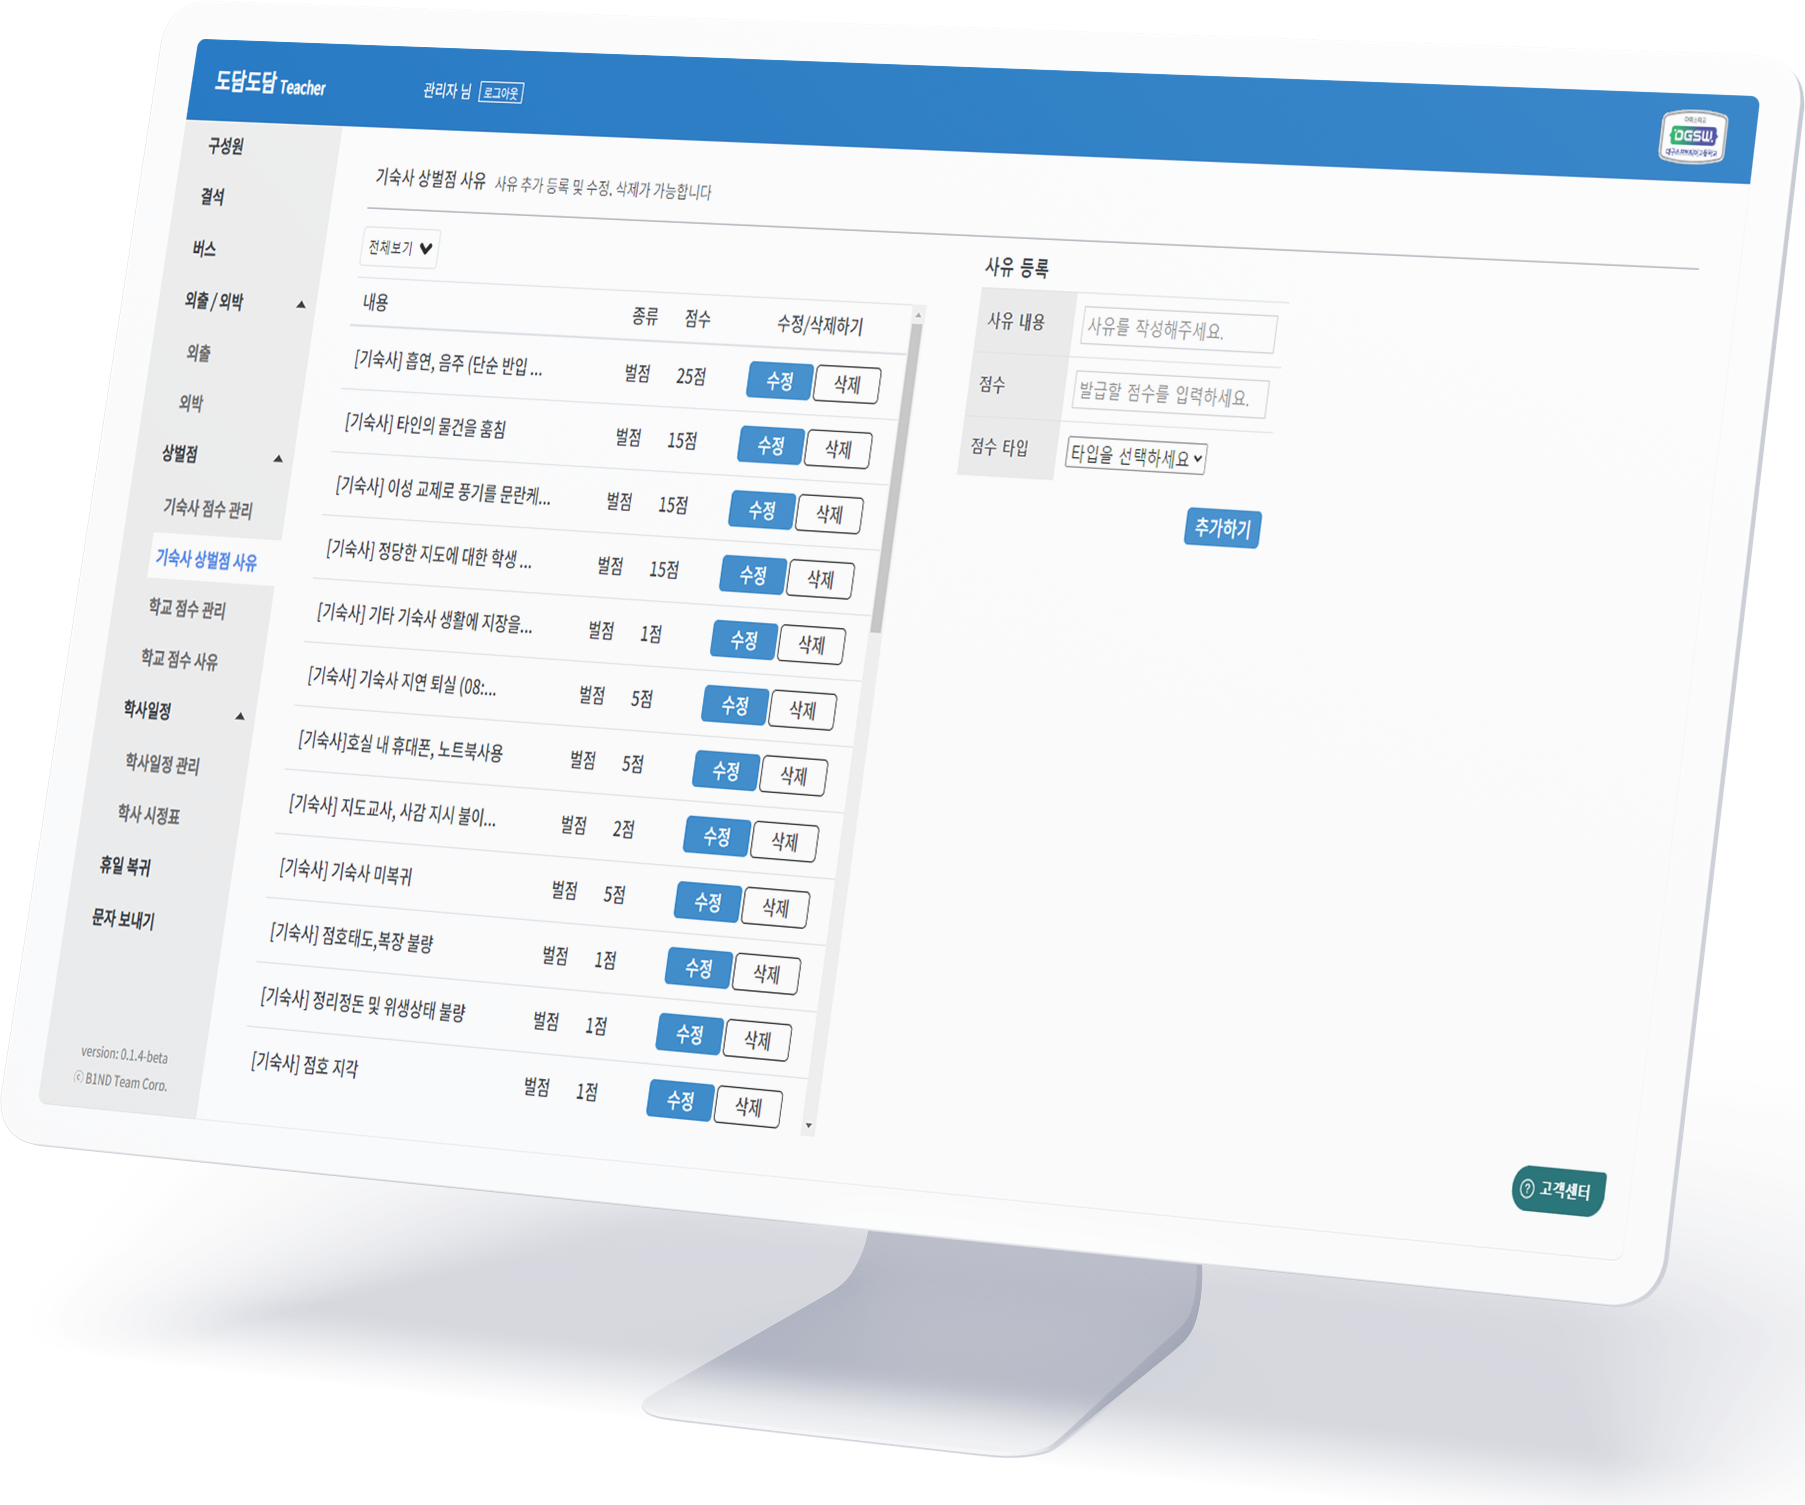 도담도담 Teacher
관리자 님 로그아웃
DGSW
구성원
결석
버스
외출 / 외박
외출
외박
상벌점
기숙사 점수 관리
기숙사 상벌점 사유
학교 점수 관리
학교 점수 사유
학사일정
학사일정 관리
학사 시정표
휴일 복귀
문자 보내기
version: 0.1.4-beta
ⓒ B1ND Team Corp.
기숙사 상벌점 사유 사유 추가 등록 및 수정, 삭제가 가능합니다
전체보기
내용 종류 점수 수정/삭제하기
[기숙사] 흡연, 음주 (단순 반입 ... 벌점 25점 수정 삭제
[기숙사] 타인의 물건을 훔침 벌점 15점 수정 삭제
[기숙사] 이성 교제로 풍기를 문란케... 벌점 15점 수정 삭제
[기숙사] 정당한 지도에 대한 학생 ... 벌점 15점 수정 삭제
[기숙사] 기타 기숙사 생활에 지장을... 벌점 1점 수정 삭제
[기숙사] 기숙사 지연 퇴실 (08:... 벌점 5점 수정 삭제
[기숙사]호실 내 휴대폰, 노트북사용 벌점 5점 수정 삭제
[기숙사] 지도교사, 사감 지시 불이... 벌점 2점 수정 삭제
[기숙사] 기숙사 미복귀 벌점 5점 수정 삭제
[기숙사] 점호태도,복장 불량 벌점 1점 수정 삭제
[기숙사] 정리정돈 및 위생상태 불량 벌점 1점 수정 삭제
[기숙사] 점호 지각 벌점 1점 수정 삭제
사유 등록
사유 내용 사유를 작성해주세요.
점수 발급할 점수를 입력하세요.
점수 타입 타입을 선택하세요
추가하기
? 고객센터